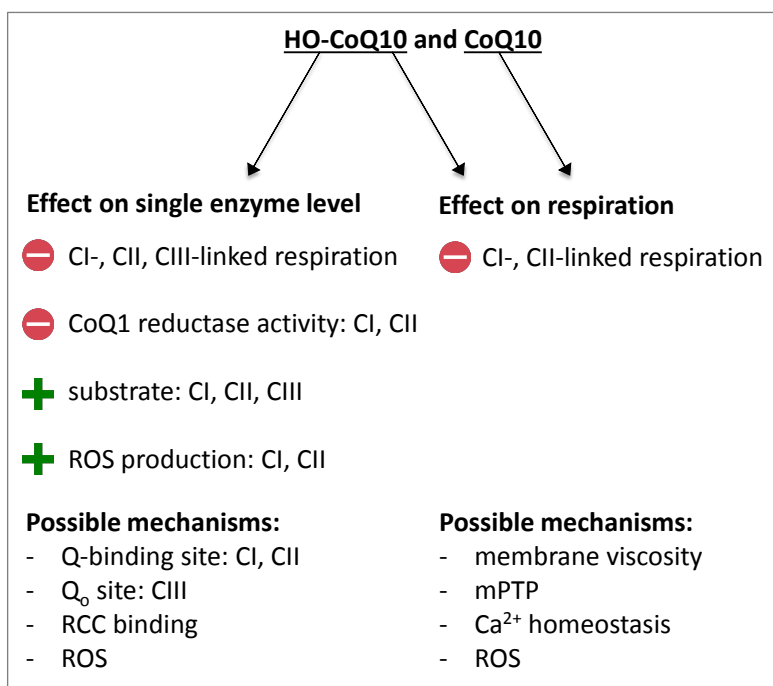 HO-CoQ10 and CoQ10
Effect on single enzyme level
CI-, CII, CIII-linked respiration
CoQ1 reductase activity: CI, CII
substrate: CI, CII, CIII
ROS production: CI, CII
Possible mechanisms:
- Q-binding site: CI, CII
- Qo site: CIII
- RCC binding
- ROS
Effect on respiration
CI-, CII-linked respiration
Possible mechanisms:
- membrane viscosity
- mPTP
- Ca2+ homeostasis
- ROS